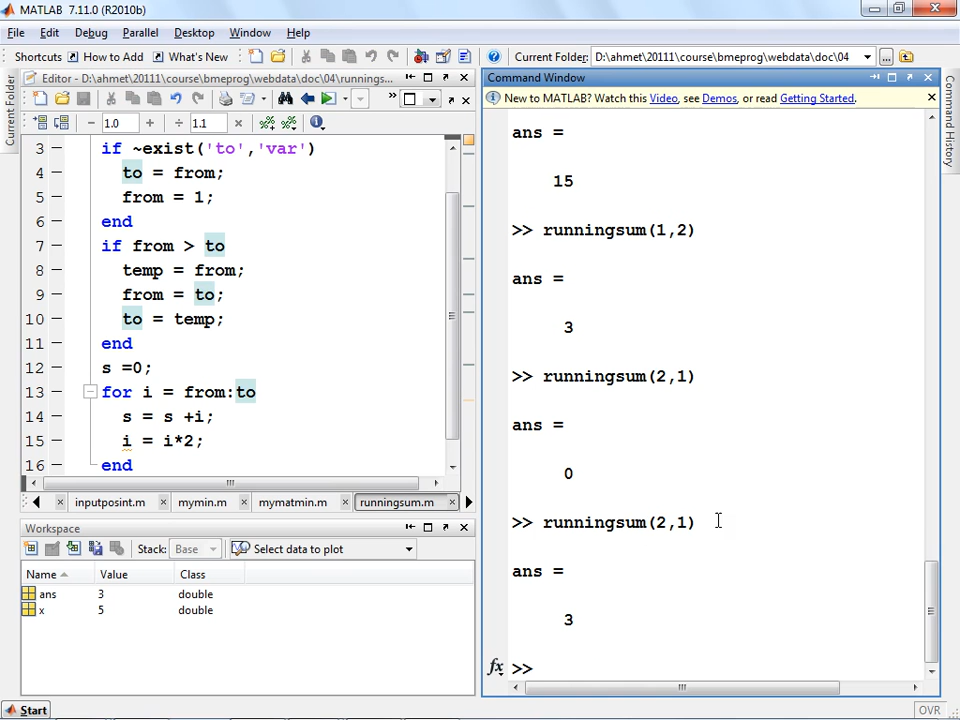 MATLAB 7.11.0 (R2010b)
File Edit Debug Parallel Desktop Window Help
Shortcuts How to Add What's New Current Folder: D:\ahmet\20111\course\bmeprog\webdata\doc\04 ...
Current Folder
Editor - D:\ahmet\20111\course\bmeprog\webdata\doc\04\runnings...
1.0 + ÷ 1.1 ×
3 if ~exist('to','var')
4 to = from;
5 from = 1;
6 end
7 if from > to
8 temp = from;
9 from = to;
10 to = temp;
11 end
12 s =0;
13 for i = from:to
14 s = s +i;
15 i = i*2;
16 end
inputposint.m mymin.m mymatmin.m runningsum.m
Workspace
Stack: Base Select data to plot
Name Value Class
ans 3 double
x 5 double
Command Window
New to MATLAB? Watch this Video, see Demos, or read Getting Started.
ans =
15
>> runningsum(1,2)
ans =
3
>> runningsum(2,1)
ans =
0
>> runningsum(2,1)
ans =
3
fx >>
Command History
Start
OVR